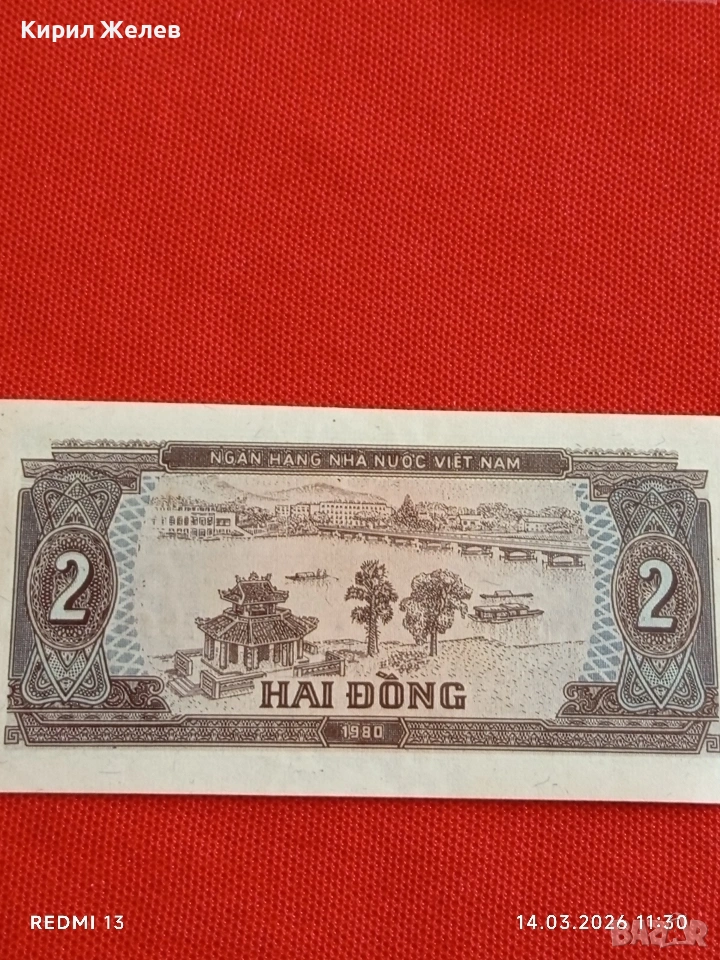 Кирил Желев
NGÂN HÀNG NHÀ NƯỚC VIỆT NAM
2 2
HAI ĐỒNG
1980
REDMI 13 14.03.2026 11:30
BAZAR